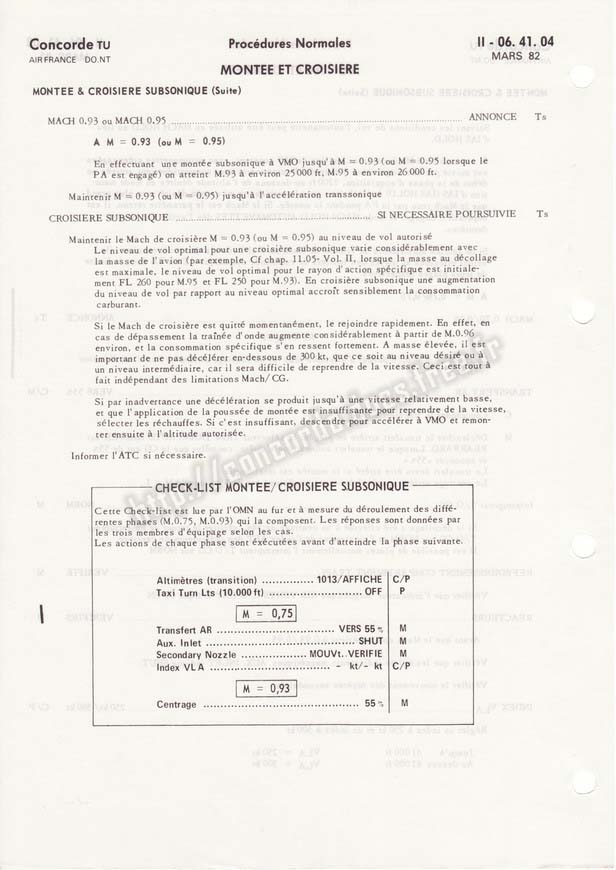 Concorde TU Procédures Normales II - 06. 41. 04
AIR FRANCE DO.NT MARS 82
MONTEE ET CROISIERE
MONTEE & CROISIERE SUBSONIQUE (Suite)
MACH 0.93 ou MACH 0.95 ANNONCE Ts
A M = 0.93 (ou M = 0.95)
En effectuant une montée subsonique à VMO jusqu'à M = 0.93 (ou M = 0.95 lorsque le
PA est engagé) on atteint M.93 à environ 25 000 ft, M.95 à environ 26 000 ft.
Maintenir M = 0.93 (ou M = 0.95) jusqu'à l'accélération transsonique
CROISIERE SUBSONIQUE SI NECESSAIRE POURSUIVIE Ts
Maintenir le Mach de croisière M = 0.93 (ou M = 0.95) au niveau de vol autorisé
Le niveau de vol optimal pour une croisière subsonique varie considérablement avec
la masse de l'avion (par exemple, Cf chap. 11.05- Vol. II, lorsque la masse au décollage
est maximale, le niveau de vol optimal pour le rayon d'action spécifique est initiale-
ment FL 260 pour M.95 et FL 250 pour M.93). En croisière subsonique une augmentation
du niveau de vol par rapport au niveau optimal accroît sensiblement la consommation
carburant.
Si le Mach de croisière est quitté momentanément, le rejoindre rapidement. En effet, en
cas de dépassement la traînée d'onde augmente considérablement à partir de M.0.96
environ, et la consommation spécifique s'en ressent fortement. A masse élevée, il est
important de ne pas décélérer en-dessous de 300 kt, que ce soit au niveau désiré ou à
un niveau intermédiaire, car il sera difficile de reprendre de la vitesse. Ceci est tout à
fait indépendant des limitations Mach/CG.
Si par inadvertance une décélération se produit jusqu'à une vitesse relativement basse,
et que l'application de la poussée de montée est insuffisante pour reprendre de la vitesse,
sélecter les réchauffes. Si c'est insuffisant, descendre pour accélérer à VMO et remon-
ter ensuite à l'altitude autorisée.
Informer l'ATC si nécessaire.
CHECK-LIST MONTEE/CROISIERE SUBSONIQUE
Cette Check-list est lue par l'OMN au fur et à mesure du déroulement des diffé-
rentes phases (M.0.75, M.0.93) qui la composent. Les réponses sont données par
les trois membres d'équipage selon les cas.
Les actions de chaque phase sont éxécutées avant d'atteindre la phase suivante.
Altimètres (transition) 1013/AFFICHE C/P
Taxi Turn Lts (10.000 ft) OFF P
M = 0,75
Transfert AR VERS 55 % M
Aux. Inlet SHUT M
Secondary Nozzle MOUVt. VERIFIE M
Index VLA - kt/- kt C/P
M = 0,93
Centrage 55 % M